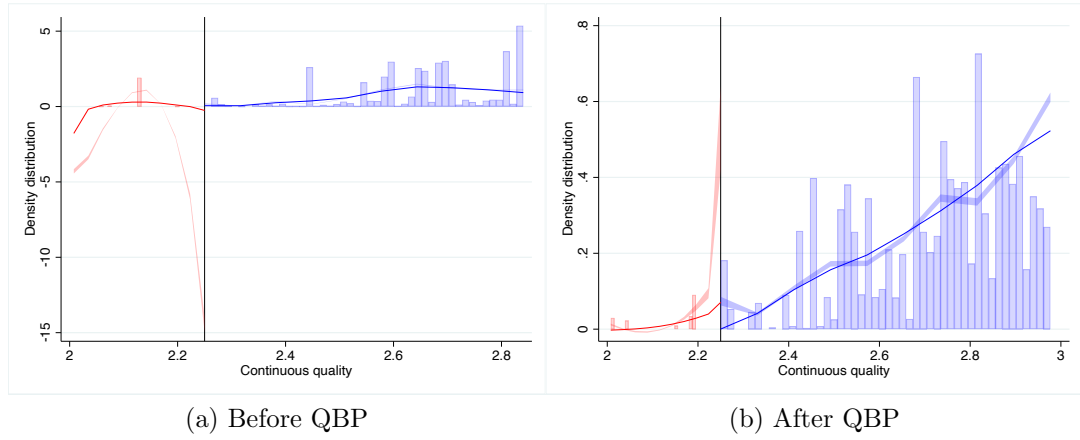 5
0
-5
-10
-15
Density distribution
2 2.2 2.4 2.6 2.8
Continuous quality
(a) Before QBP
.8
.6
.4
.2
0
Density distribution
2 2.2 2.4 2.6 2.8 3
Continuous quality
(b) After QBP